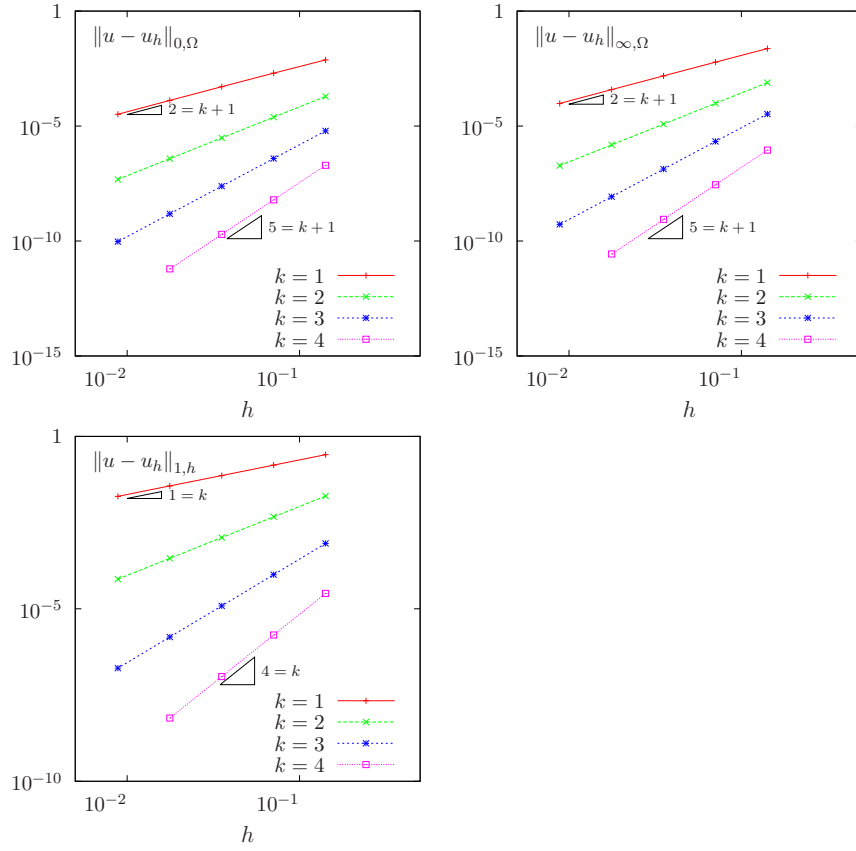 ‖u − u_h‖_{0,Ω}
1
10^{−5}
10^{−10}
10^{−15}
2 = k + 1
5 = k + 1
k = 1
k = 2
k = 3
k = 4
10^{−2}
10^{−1}
h
‖u − u_h‖_{∞,Ω}
1
10^{−5}
10^{−10}
10^{−15}
2 = k + 1
5 = k + 1
k = 1
k = 2
k = 3
k = 4
10^{−2}
10^{−1}
h
‖u − u_h‖_{1,h}
1
10^{−5}
10^{−10}
1 = k
4 = k
k = 1
k = 2
k = 3
k = 4
10^{−2}
10^{−1}
h